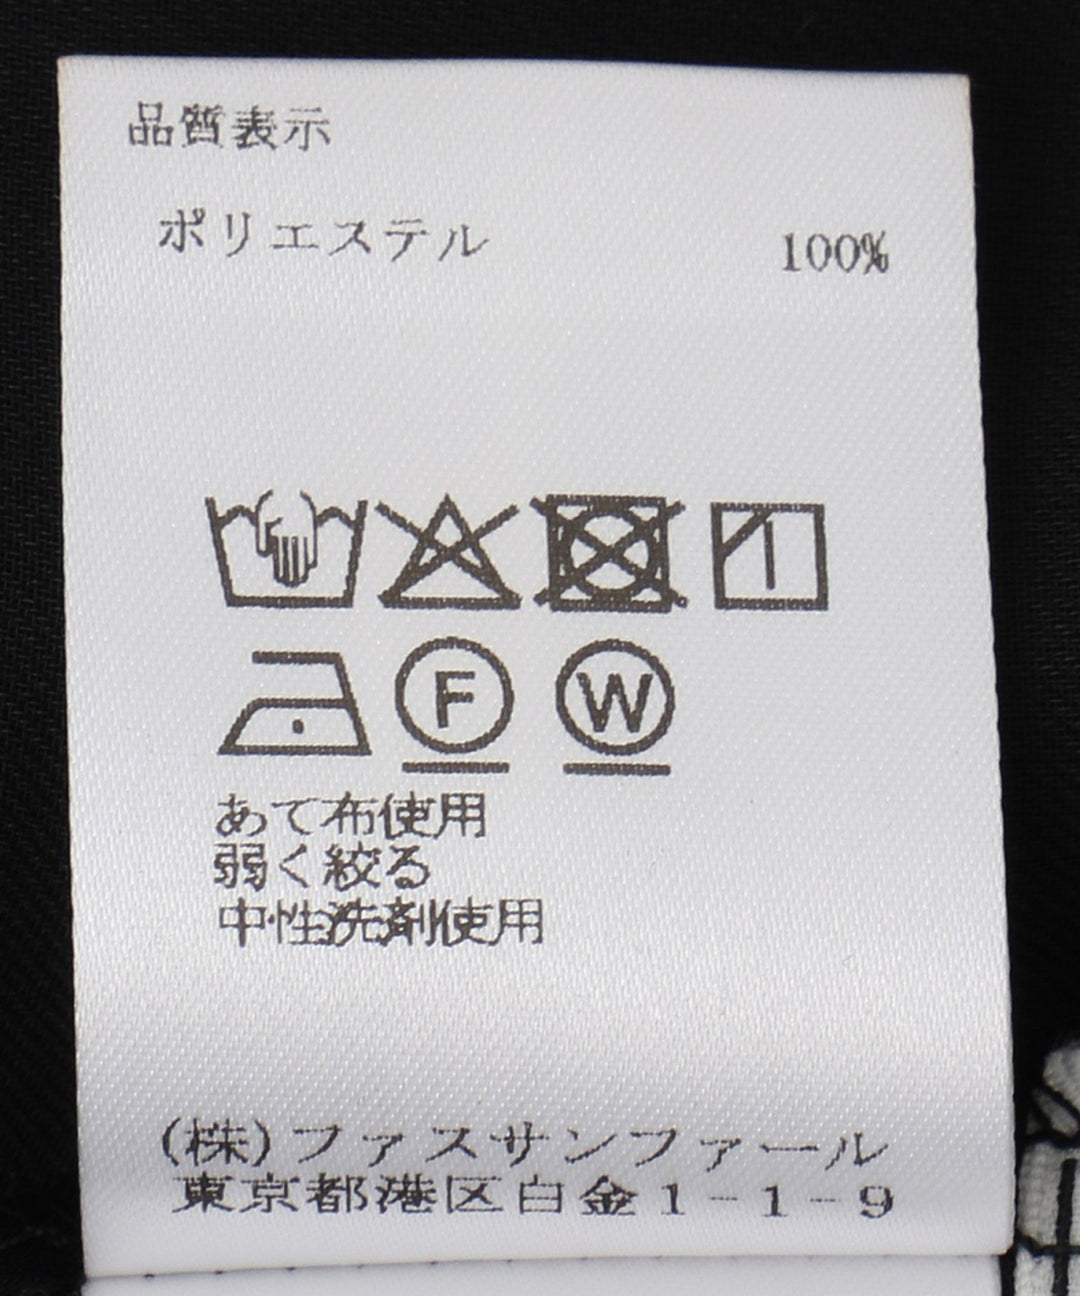 品質表示
ポリエステル 100%
F W
あて布使用
弱く絞る
中性洗剤使用
(株)ファスサンファール
東京都港区白金1-1-9